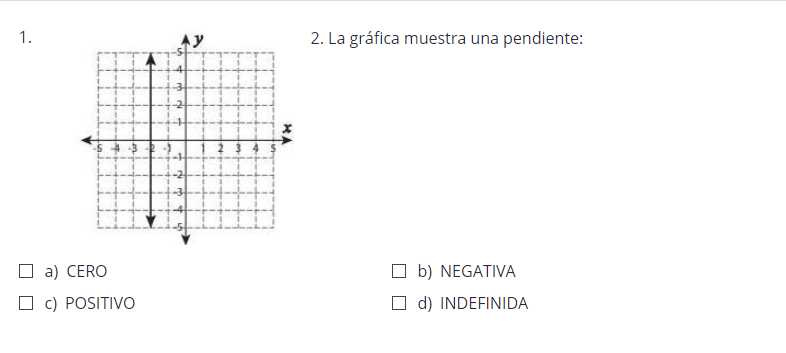 1.
2. La gráfica muestra una pendiente:
y
5
4
3
2
1
x
-5 -4 -3 -2 -1 1 2 3 4 5
-1
-2
-3
-4
-5
a) CERO
b) NEGATIVA
c) POSITIVO
d) INDEFINIDA